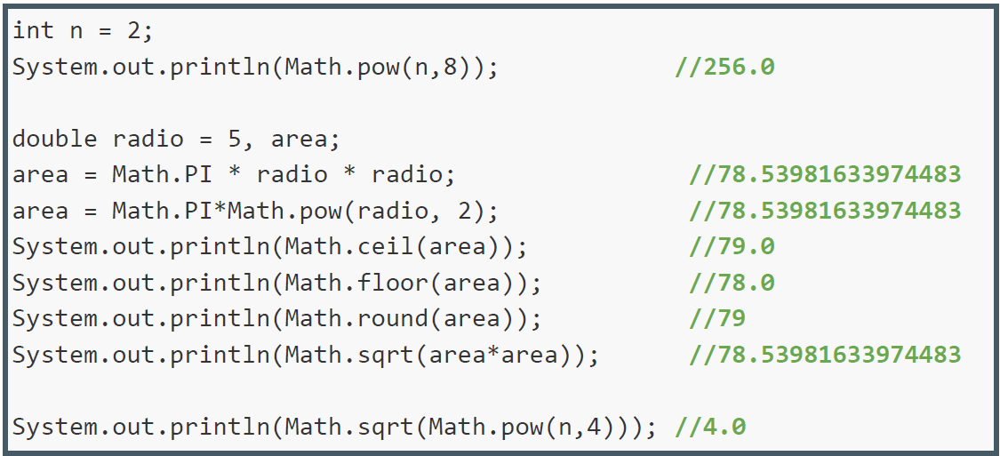 int n = 2;
System.out.println(Math.pow(n,8)); //256.0
double radio = 5, area;
area = Math.PI * radio * radio; //78.53981633974483
area = Math.PI*Math.pow(radio, 2); //78.53981633974483
System.out.println(Math.ceil(area)); //79.0
System.out.println(Math.floor(area)); //78.0
System.out.println(Math.round(area)); //79
System.out.println(Math.sqrt(area*area)); //78.53981633974483
System.out.println(Math.sqrt(Math.pow(n,4))); //4.0